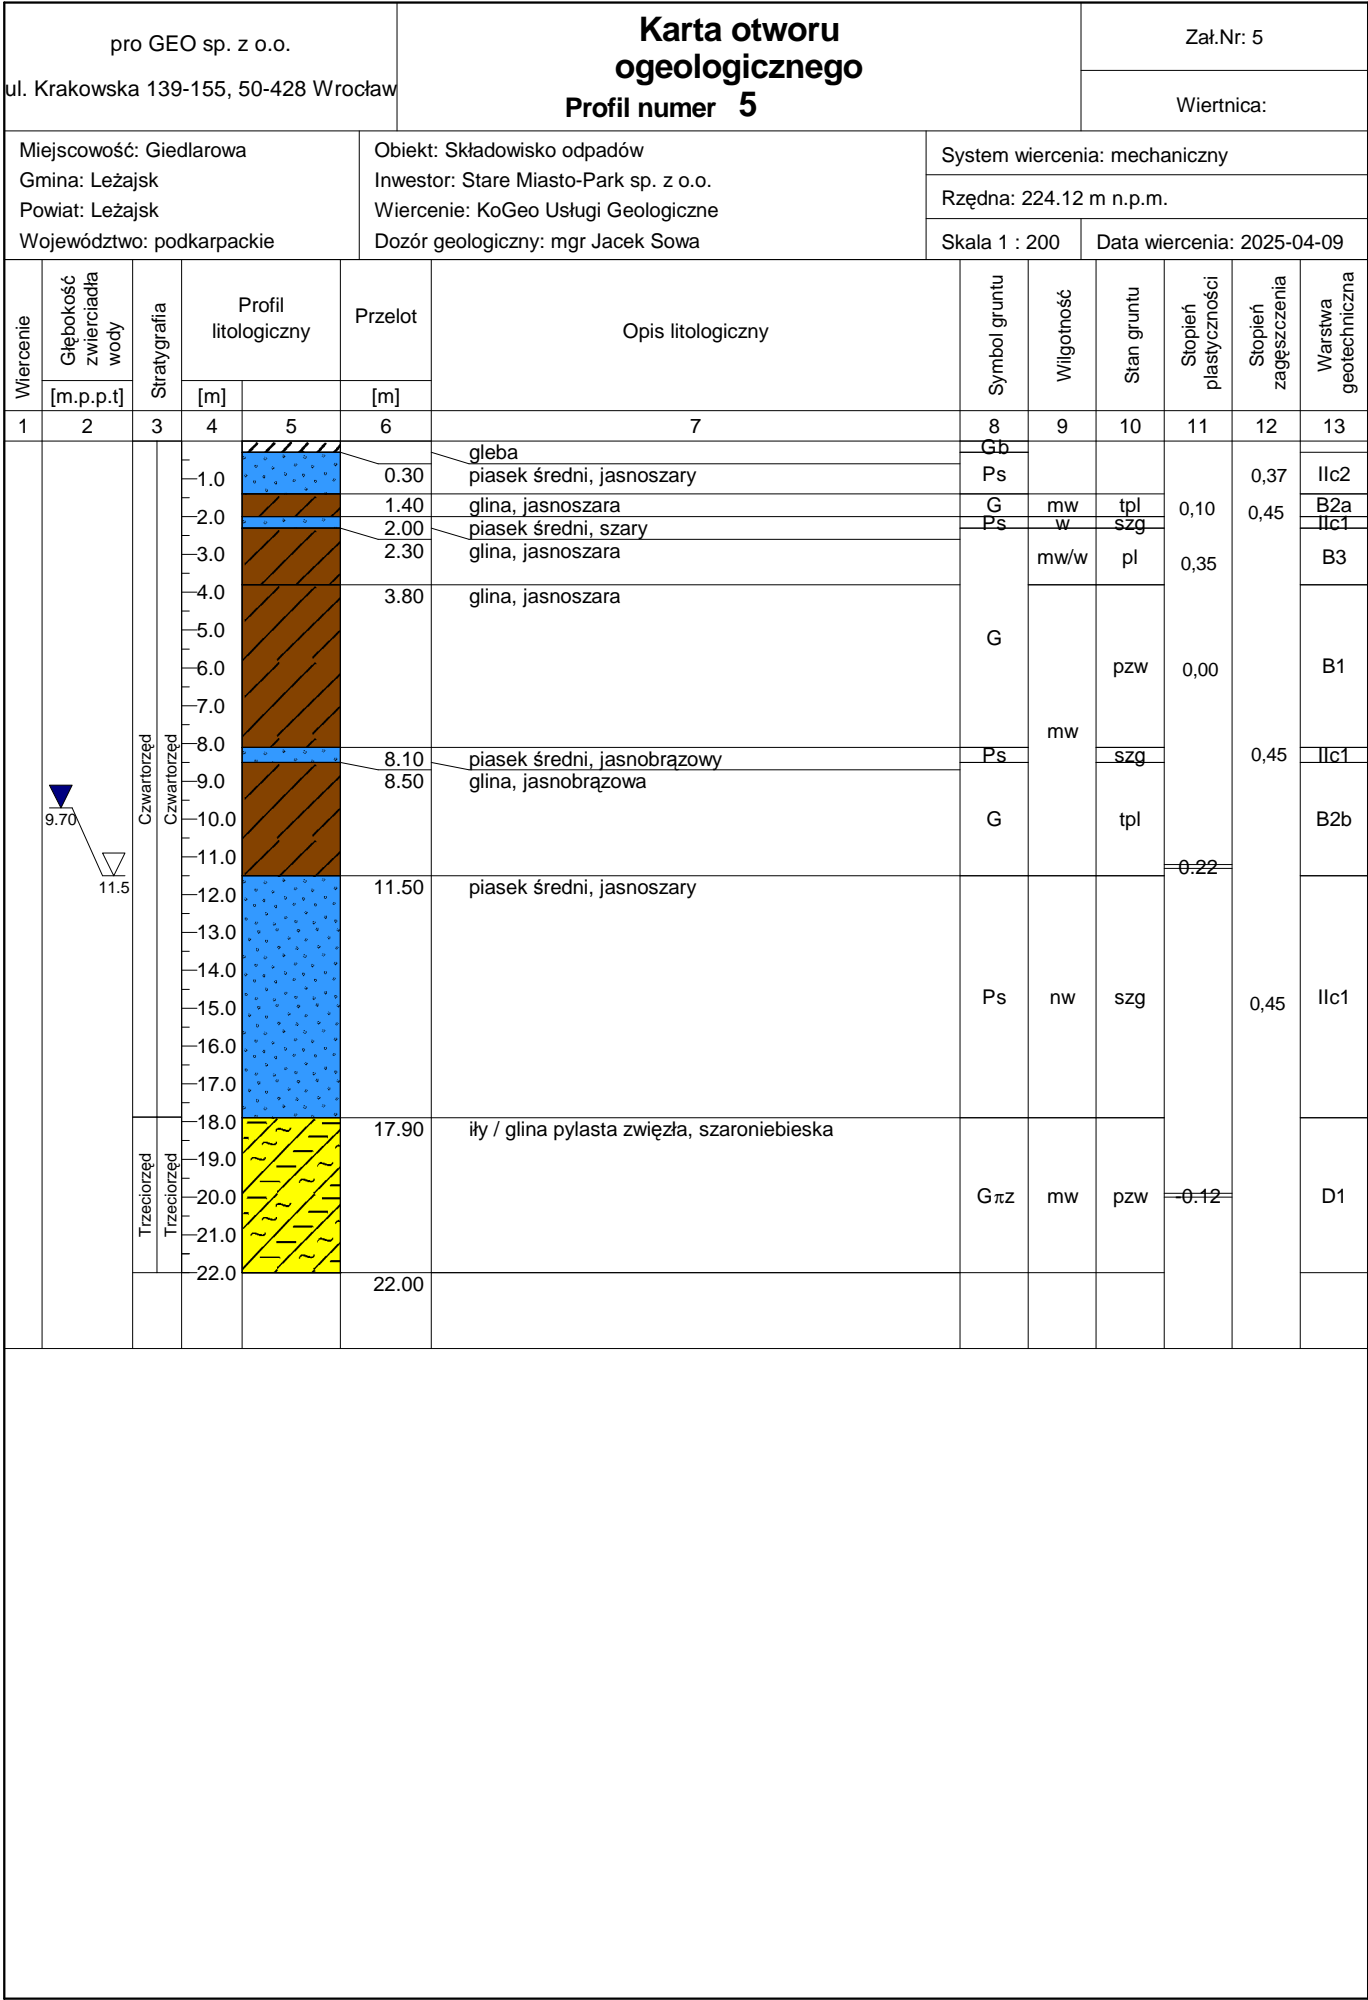 pro GEO sp. z o.o.
ul. Krakowska 139-155, 50-428 Wrocław
Karta otworu
ogeologicznego
Profil numer 5
Zał.Nr: 5
Wiertnica:
Miejscowość: Giedlarowa
Gmina: Leżajsk
Powiat: Leżajsk
Województwo: podkarpackie
Obiekt: Składowisko odpadów
Inwestor: Stare Miasto-Park sp. z o.o.
Wiercenie: KoGeo Usługi Geologiczne
Dozór geologiczny: mgr Jacek Sowa
System wiercenia: mechaniczny
Rzędna: 224.12 m n.p.m.
Skala 1 : 200
Data wiercenia: 2025-04-09
Wiercenie
Głębokość
zwierciadła
wody
[m.p.p.t]
Stratygrafia
Profil
litologiczny
[m]
Przelot
[m]
Opis litologiczny
Symbol gruntu
Wilgotność
Stan gruntu
Stopień
plastyczności
Stopień
zagęszczenia
Warstwa
geotechniczna
1 2 3 4 5 6 7 8 9 10 11 12 13
gleba Gb
1.0 0.30 piasek średni, jasnoszary Ps 0,37 IIc2
1.40 glina, jasnoszara G mw tpl 0,10 0,45 B2a
2.0 2.00 piasek średni, szary Ps w szg IIc1
3.0 2.30 glina, jasnoszara mw/w pl 0,35 B3
4.0 3.80 glina, jasnoszara
5.0 G
6.0 pzw 0,00 B1
7.0 mw
8.0 8.10 piasek średni, jasnobrązowy Ps szg 0,45 IIc1
9.0 8.50 glina, jasnobrązowa
Czwartorzęd
Czwartorzęd
9.70 10.0 G tpl B2b
11.0 0.22
11.5 12.0 11.50 piasek średni, jasnoszary
13.0
14.0
15.0 Ps nw szg 0,45 IIc1
16.0
17.0
18.0 17.90 iły / glina pylasta zwięzła, szaroniebieska
19.0
Trzeciorzęd
Trzeciorzęd
20.0 Gπz mw pzw -0.12 D1
21.0
22.0 22.00